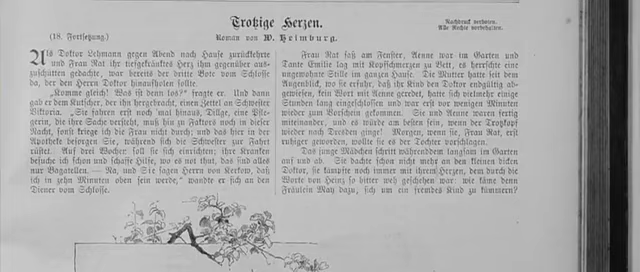 Trotzige Herzen.
Nachdruck verboten.
Alle Rechte vorbehalten.
(18. Fortsetzung.)
Roman von W. Heimburg.
Als Doktor Lehmann gegen Abend nach Hause zurückkehrte
und Frau Rat ihr tiefgekränktes Herz ihm gegenüber aus-
zuschütten gedachte, war bereits der dritte Bote vom Schlosse
da, der den Herrn Doktor hinaufholen sollte.
„Komme gleich! Was ist denn los?“ fragte er. Und dann
gab er dem Kutscher, der ihn hergebracht, einen Zettel an Schwester
Viktoria. „Sie fahren erst noch mal hinaus, Dillge, eine Pfle-
gerin, die ihre Sache versteht, muß hin zu Faktors noch in dieser
Nacht, sonst kriege ich die Frau nicht durch; und das hier in der
Apotheke besorgen Sie, während sich die Schwester zur Fahrt
rüstet. Auf drei Wochen soll sie sich einrichten; ihre Kranken
besuche ich schon und schaffe Hilfe, wo es not thut, das sind alles
nur Bagatellen. — Na, und Sie sagen Herrn von Kerkow, daß
ich in zehn Minuten oben sein werde,“ wandte er sich an den
Diener vom Schlosse.
Frau Rat saß am Fenster, Aenne war im Garten und
Tante Emilie lag mit Kopfschmerzen zu Bett, es herrschte eine
ungewohnte Stille im ganzen Hause. Die Mutter hatte seit dem
Augenblick, wo sie erfuhr, daß ihr Kind den Doktor endgültig ab-
gewiesen, kein Wort mit Aenne geredet, hatte sich vielmehr einige
Stunden lang eingeschlossen und war erst vor wenigen Minuten
wieder zum Vorschein gekommen. Sie und Aenne waren fertig
miteinander, und es würde am besten sein, wenn der Trotzkopf
wieder nach Dresden ginge! Morgen, wenn sie, Frau Rat, erst
ruhiger geworden, wollte sie es der Tochter vorschlagen.
Das junge Mädchen schritt währenddem langsam im Garten
auf und ab. Sie dachte schon nicht mehr an den kleinen dicken
Doktor, sie kämpfte noch immer mit ihrem Herzen, dem durch die
Worte von Heinz so bitter weh geschehen war: wie käme denn
Fräulein May dazu, sich um ein fremdes Kind zu kümmern?